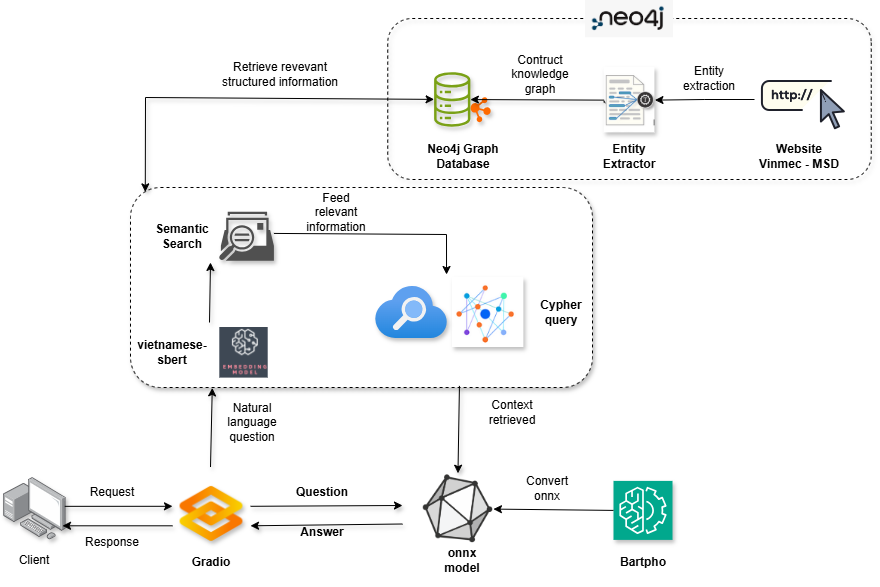 neo4j
Retrieve revevant
structured information
Contruct
knowledge
graph
Entity
extraction
http://
Neo4j Graph
Database
Entity
Extractor
Website
Vinmec - MSD
Semantic
Search
Feed
relevant
information
Cypher
query
vietnamese-
sbert
EMBEDDING
MODEL
Natural
language
question
Context
retrieved
Request
Response
Client
Gradio
Question
Answer
onnx
model
Convert
onnx
Bartpho